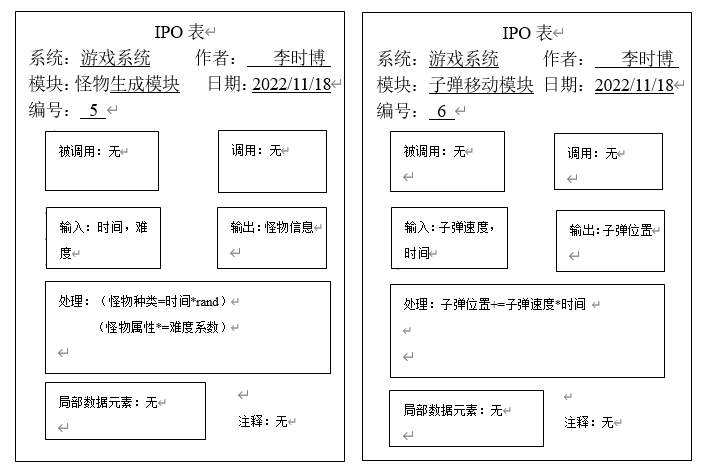 IPO 表
系统：游戏系统 作者：李时博
模块：怪物生成模块 日期：2022/11/18
编号：5
被调用：无
调用：无
输入：时间，难
度
输出：怪物信息
处理：（怪物种类=时间*rand）
（怪物属性*=难度系数）
局部数据元素：无
注释：无
IPO 表
系统：游戏系统 作者：李时博
模块：子弹移动模块 日期：2022/11/18
编号：6
被调用：无
调用：无
输入：子弹速度，
时间
输出：子弹位置
处理：子弹位置+=子弹速度*时间
局部数据元素：无
注释：无